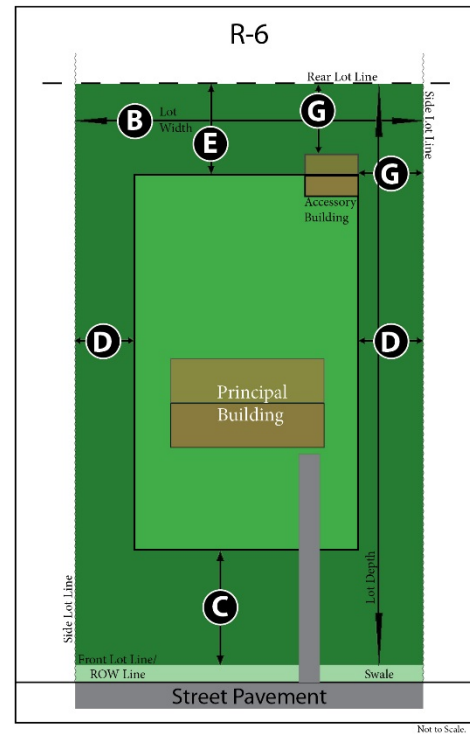 R-6
Rear Lot Line
B
Lot
Width
E
G
Side Lot Line
G
Accessory
Building
D
D
Principal
Building
Side Lot Line
C
Lot Depth
Front Lot Line/
ROW Line
Swale
Street Pavement
Not to Scale.